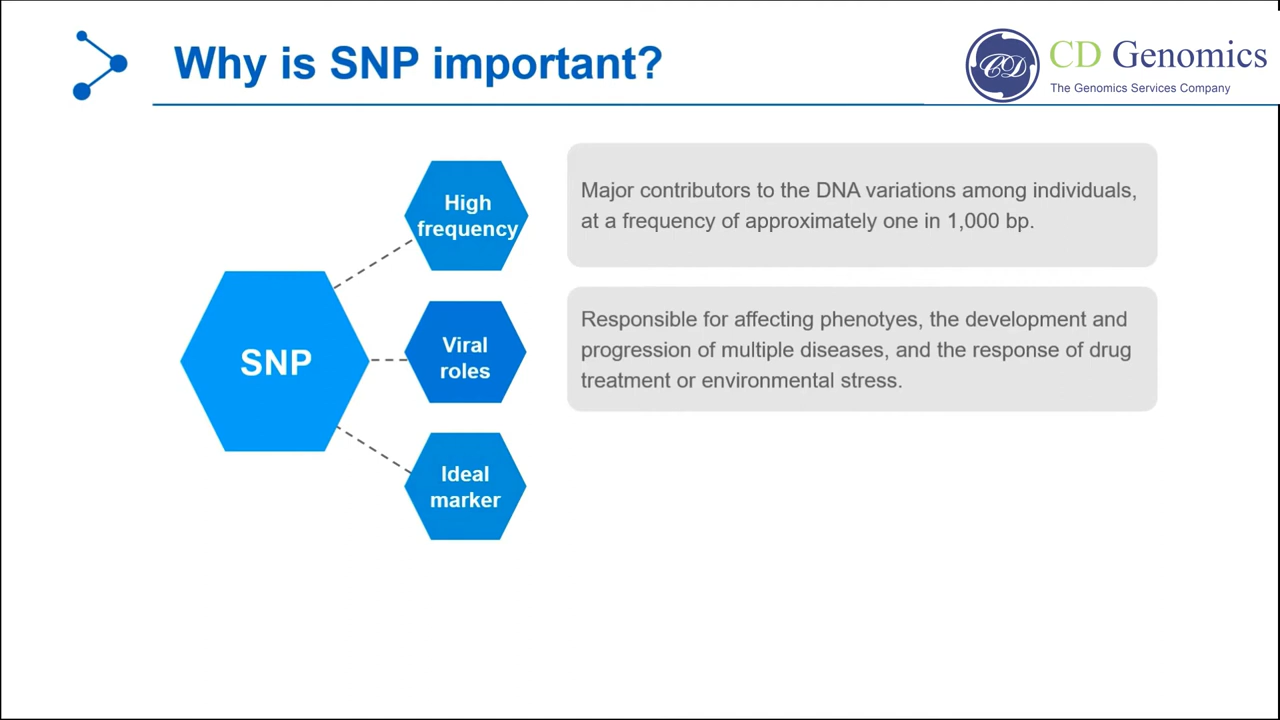 Why is SNP important?
CD Genomics
The Genomics Services Company
High
frequency
Major contributors to the DNA variations among individuals,
at a frequency of approximately one in 1,000 bp.
SNP
Viral
roles
Responsible for affecting phenotyes, the development and
progression of multiple diseases, and the response of drug
treatment or environmental stress.
Ideal
marker